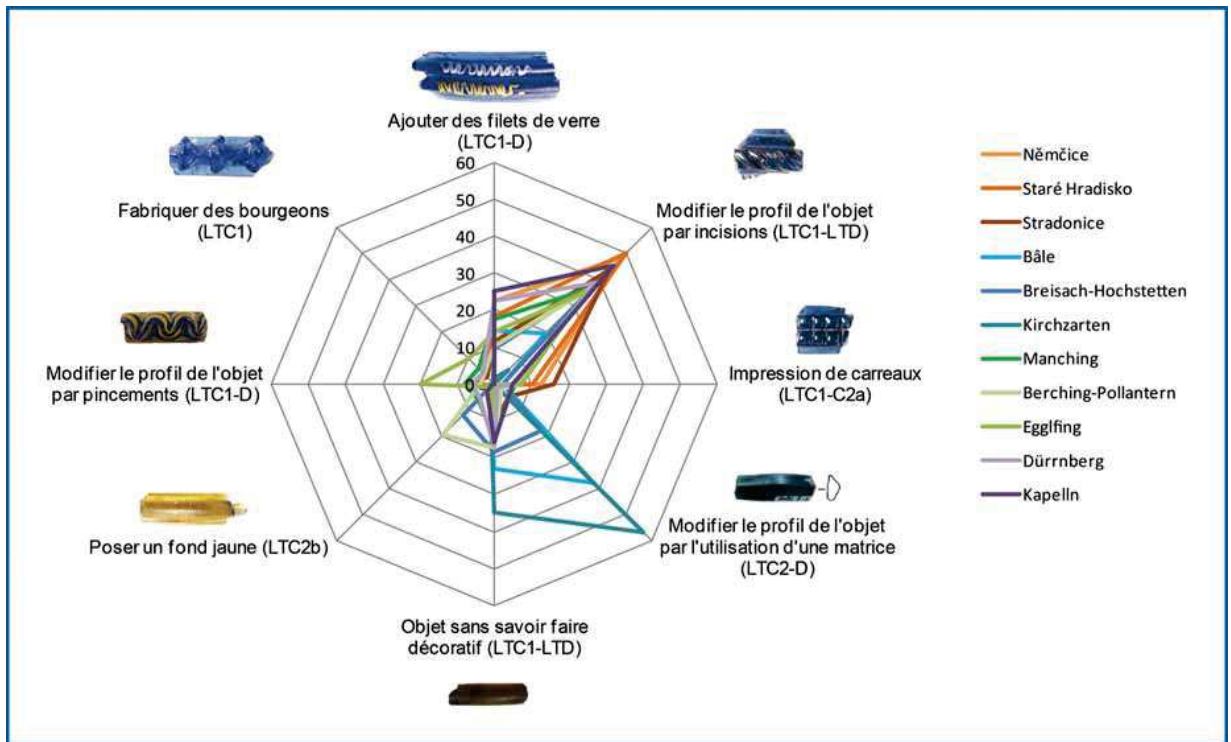 Ajouter des filets de verre
(LTC1-D)
60
50
40
30
20
10
0
Modifier le profil de l'objet
par incisions (LTC1-LTD)
Impression de carreaux
(LTC1-C2a)
Modifier le profil de l'objet
par l'utilisation d'une matrice
(LTC2-D)
Objet sans savoir faire
décoratif (LTC1-LTD)
Poser un fond jaune (LTC2b)
Modifier le profil de l'objet
par pincements (LTC1-D)
Fabriquer des bourgeons
(LTC1)
Němčice
Staré Hradisko
Stradonice
Bâle
Breisach-Hochstetten
Kirchzarten
Manching
Berching-Pollantern
Egglfing
Dürrnberg
Kapelln